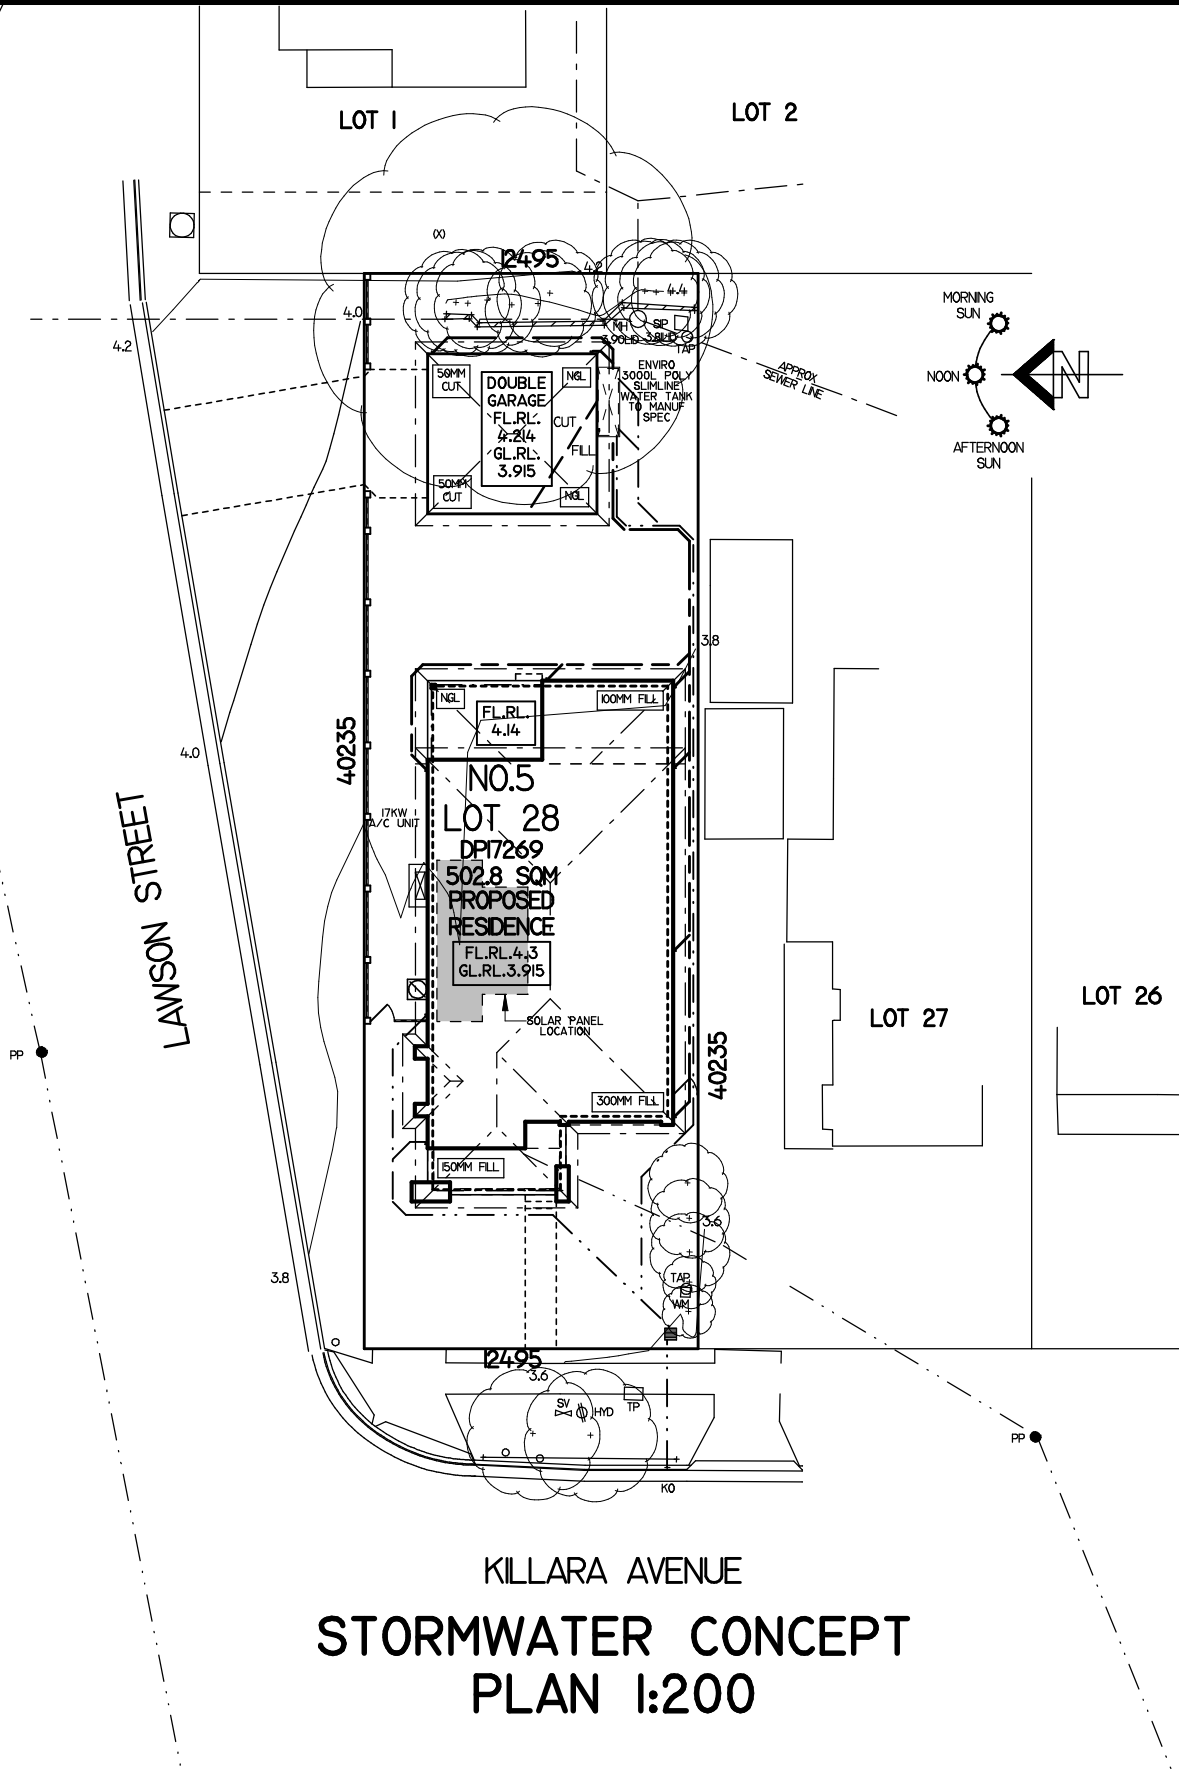 LOT 1
LOT 2
(X)
12495
4.2
4.4
4.0
4.2
MH
3.90LID
SIP
3.8LID
TAP
MORNING
SUN
NOON
N
AFTERNOON
SUN
APPROX
SEWER LINE
50MM
CUT
DOUBLE
GARAGE
FL.RL.
4.214
GL.RL.
3.915
NGL
CUT
FILL
50MM
CUT
NGL
ENVIRO
3000L POLY
SLIMLINE
WATER TANK
TO MANUF
SPEC
3.8
NGL
FL.RL.
4.14
100MM FILL
40235
4.0
NO.5
LOT 28
DP17269
502.8 SQM
PROPOSED
RESIDENCE
FL.RL.4.3
GL.RL.3.915
17KW
A/C UNIT
SOLAR PANEL
LOCATION
LAWSON STREET
PP
LOT 27
LOT 26
40235
300MM FILL
150MM FILL
3.6
TAP
WM
3.8
12495
3.6
SV
HYD
TP
KO
PP
KILLARA AVENUE
STORMWATER CONCEPT
PLAN 1:200